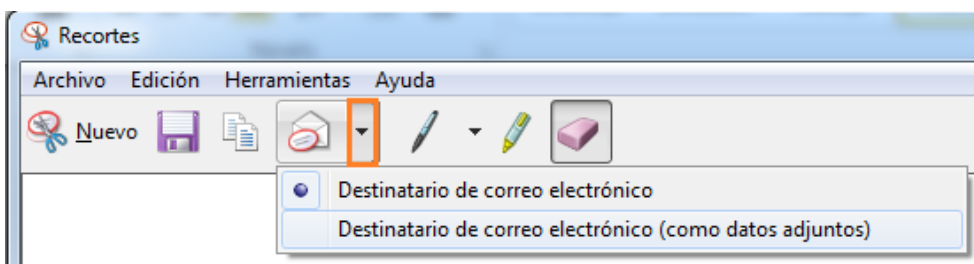 Recortes
Archivo Edición Herramientas Ayuda
Nuevo
Destinatario de correo electrónico
Destinatario de correo electrónico (como datos adjuntos)